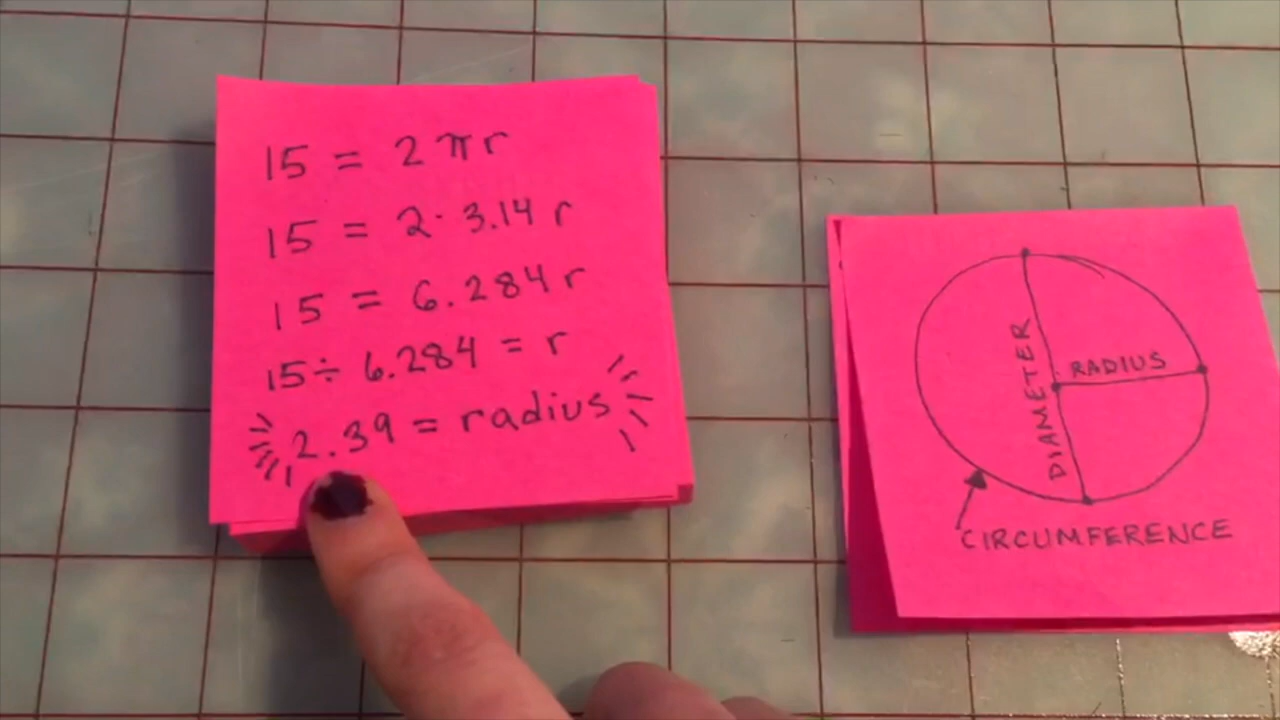 15 = 2πr
15 = 2·3.14 r
15 = 6.284 r
15÷ 6.284 = r
2.39 = radius
DIAMETER
RADIUS
CIRCUMFERENCE